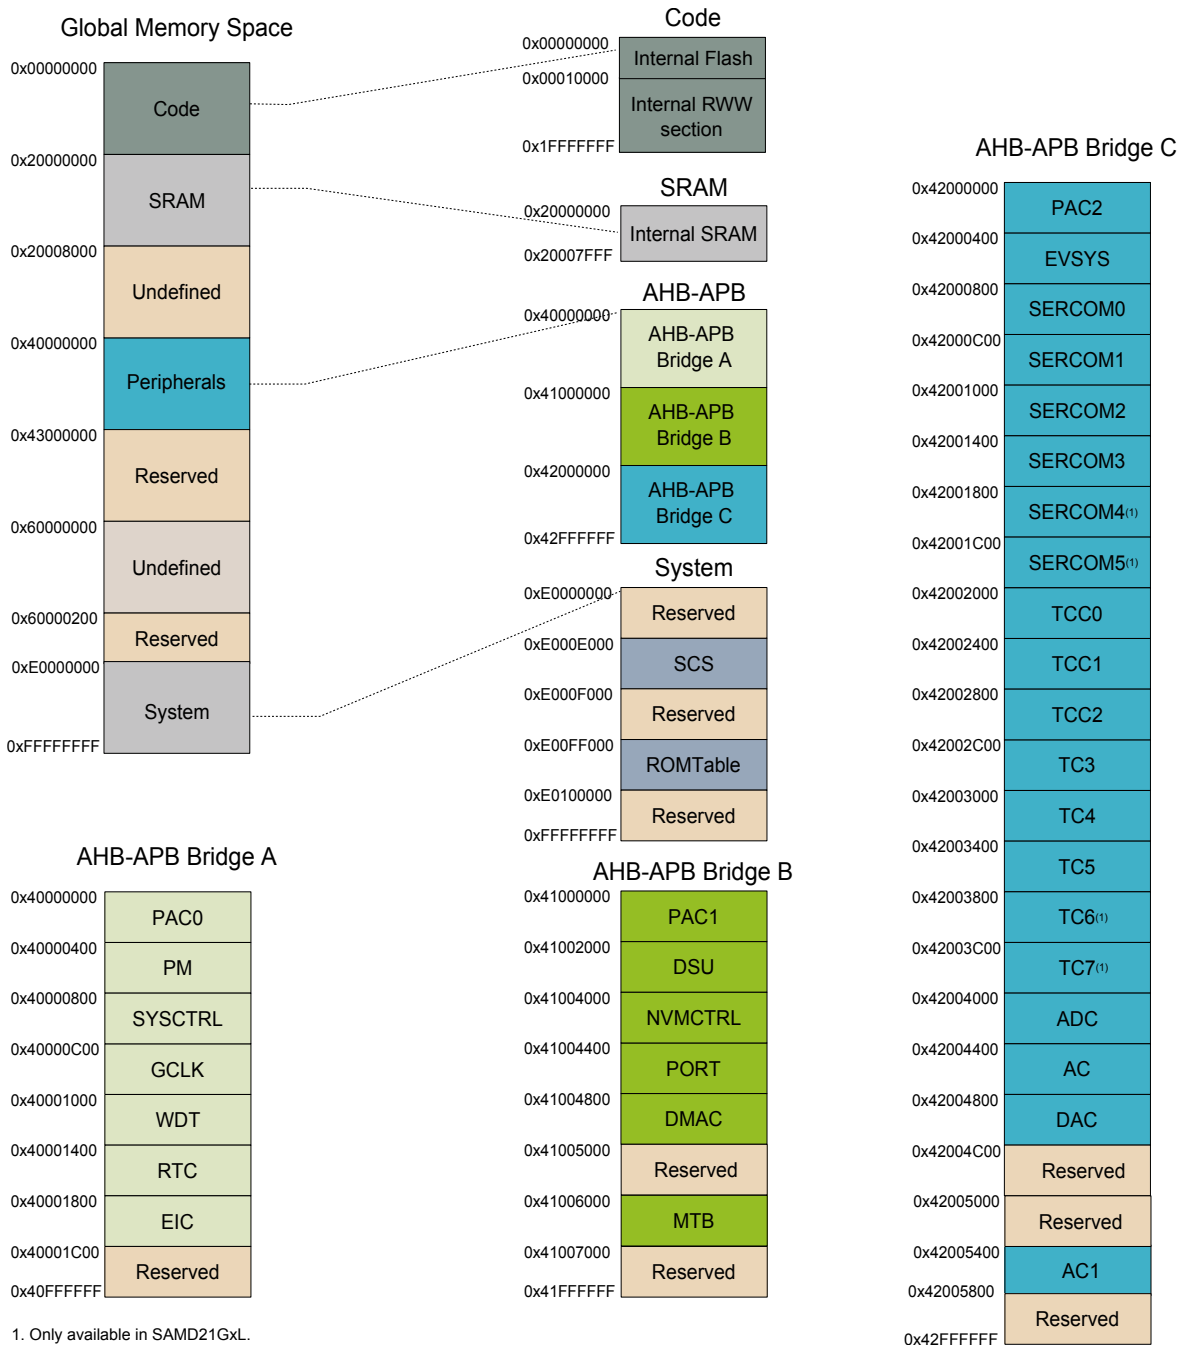 Global Memory Space
0x00000000
Code
0x20000000
SRAM
0x20008000
Undefined
0x40000000
Peripherals
0x43000000
Reserved
0x60000000
Undefined
0x60000200
Reserved
0xE0000000
System
0xFFFFFFFF
Code
0x00000000
Internal Flash
0x00010000
Internal RWW
section
0x1FFFFFFF
SRAM
0x20000000
Internal SRAM
0x20007FFF
AHB-APB
0x40000000
AHB-APB
Bridge A
0x41000000
AHB-APB
Bridge B
0x42000000
AHB-APB
Bridge C
0x42FFFFFF
System
0xE0000000
Reserved
0xE000E000
SCS
0xE000F000
Reserved
0xE00FF000
ROMTable
0xE0100000
Reserved
0xFFFFFFFF
AHB-APB Bridge A
0x40000000
PAC0
0x40000400
PM
0x40000800
SYSCTRL
0x40000C00
GCLK
0x40001000
WDT
0x40001400
RTC
0x40001800
EIC
0x40001C00
Reserved
0x40FFFFFF
AHB-APB Bridge B
0x41000000
PAC1
0x41002000
DSU
0x41004000
NVMCTRL
0x41004400
PORT
0x41004800
DMAC
0x41005000
Reserved
0x41006000
MTB
0x41007000
Reserved
0x41FFFFFF
AHB-APB Bridge C
0x42000000
PAC2
0x42000400
EVSYS
0x42000800
SERCOM0
0x42000C00
SERCOM1
0x42001000
SERCOM2
0x42001400
SERCOM3
0x42001800
SERCOM4(1)
0x42001C00
SERCOM5(1)
0x42002000
TCC0
0x42002400
TCC1
0x42002800
TCC2
0x42002C00
TC3
0x42003000
TC4
0x42003400
TC5
0x42003800
TC6(1)
0x42003C00
TC7(1)
0x42004000
ADC
0x42004400
AC
0x42004800
DAC
0x42004C00
Reserved
0x42005000
Reserved
0x42005400
AC1
0x42005800
Reserved
0x42FFFFFF
1. Only available in SAMD21GxL.